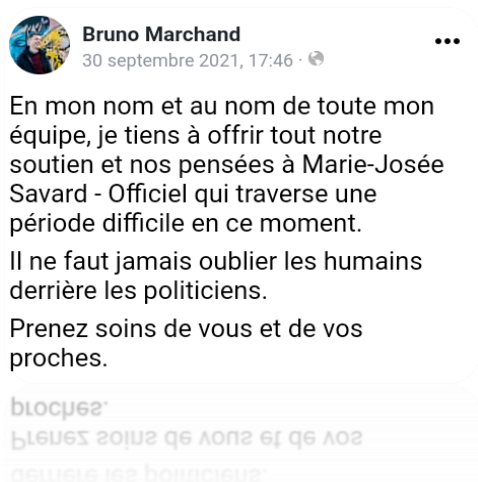 Bruno Marchand
30 septembre 2021, 17:46 ·
En mon nom et au nom de toute mon
équipe, je tiens à offrir tout notre
soutien et nos pensées à Marie-Josée
Savard - Officiel qui traverse une
période difficile en ce moment.
Il ne faut jamais oublier les humains
derrière les politiciens.
Prenez soins de vous et de vos
proches.